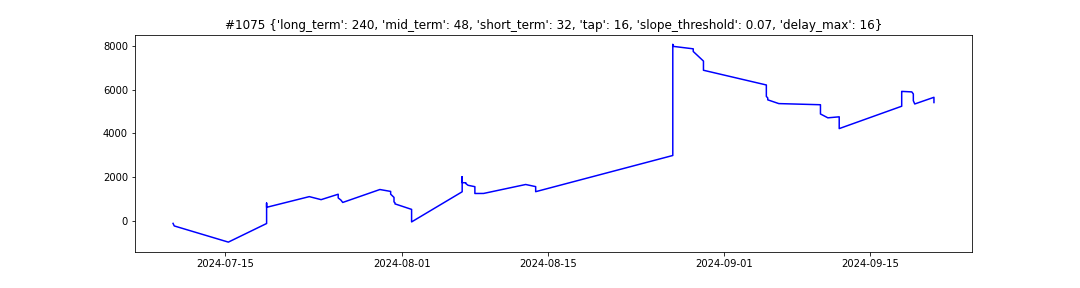 #1075 {'long_term': 240, 'mid_term': 48, 'short_term': 32, 'tap': 16, 'slope_threshold': 0.07, 'delay_max': 16}
8000
6000
4000
2000
0
2024-07-15 2024-08-01 2024-08-15 2024-09-01 2024-09-15